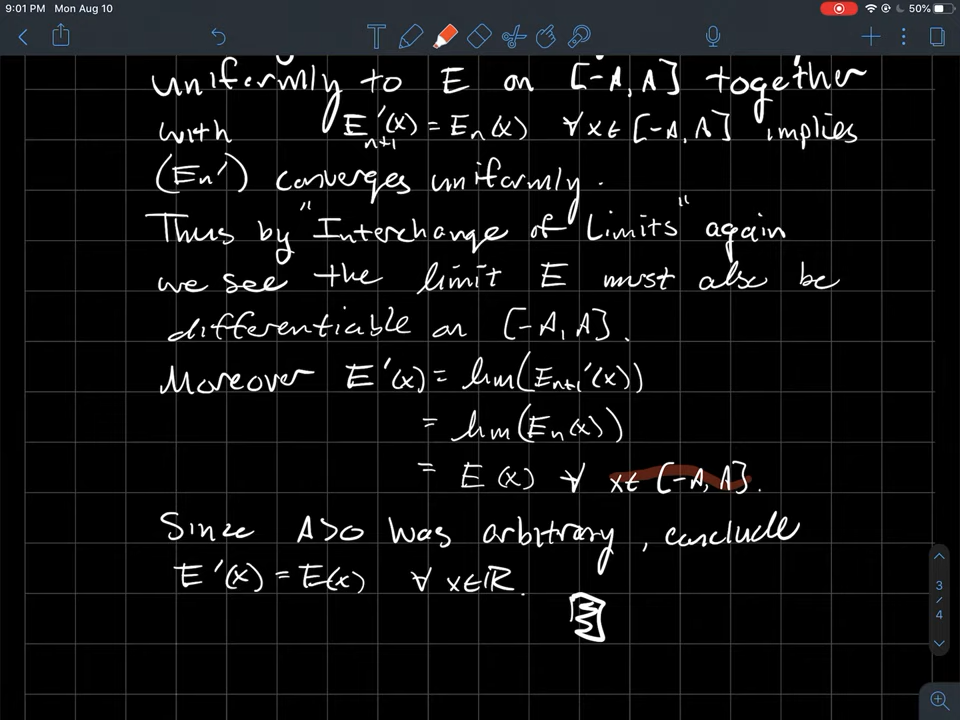 9:01 PM Mon Aug 10
50%
uniformly to E on [-A, A] together
with E'ₙ₊₁(x) = Eₙ(x) ∀ x ∈ [-A, A] implies
(Eₙ') converges uniformly.
Thus by "Interchange of Limits" again
we see the limit E must also be
differentiable on [-A, A].
Moreover E'(x) = lim(Eₙ₊₁'(x))
= lim(Eₙ(x))
= E(x) ∀ x ∈ [-A, A].
Since A>0 was arbitrary, conclude
E'(x) = E(x) ∀ x ∈ ℝ.
3
/
4